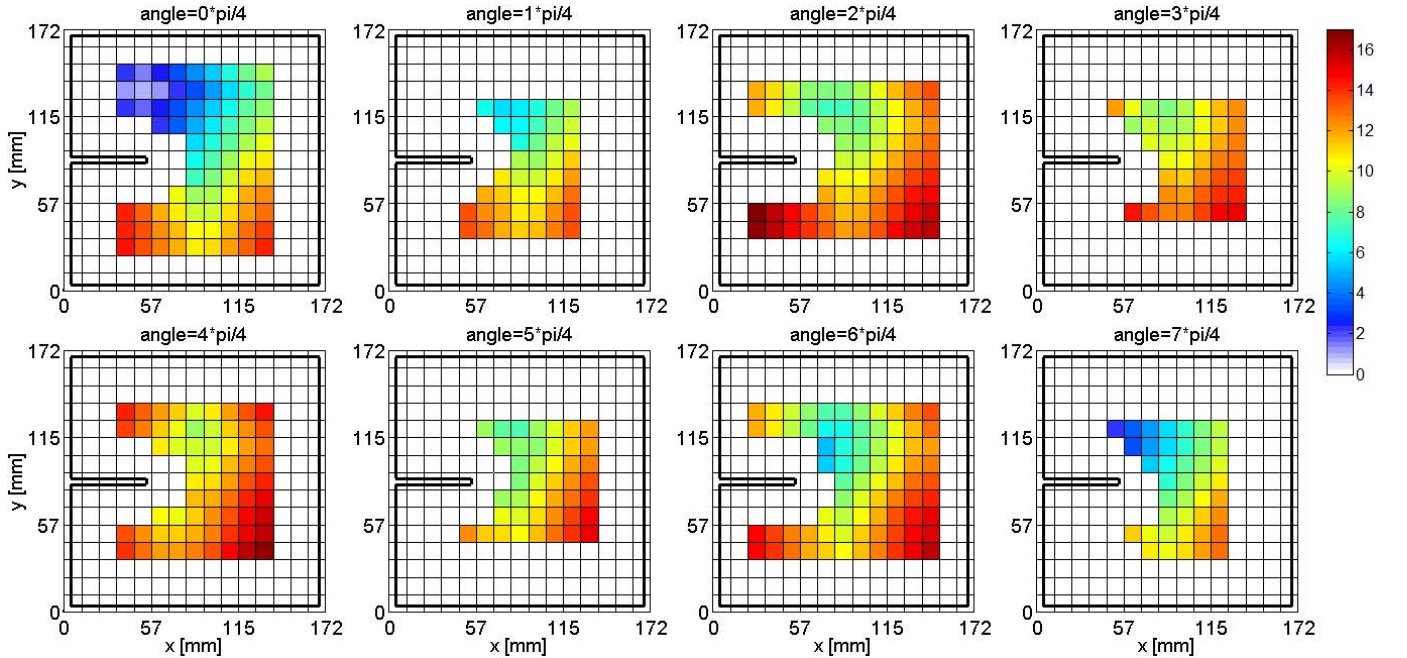 angle=0*pi/4 angle=1*pi/4 angle=2*pi/4 angle=3*pi/4
172 172 172 172
16
14
115 115 115 115
12
y [mm]
10
57 57 57 57
8
6
4
0 0 0 0
0 57 115 172 0 57 115 172 0 57 115 172 0 57 115 172
2
angle=4*pi/4 angle=5*pi/4 angle=6*pi/4 angle=7*pi/4
172 172 172 172
0
115 115 115 115
y [mm]
57 57 57 57
0 0 0 0
0 57 115 172 0 57 115 172 0 57 115 172 0 57 115 172
x [mm] x [mm] x [mm] x [mm]